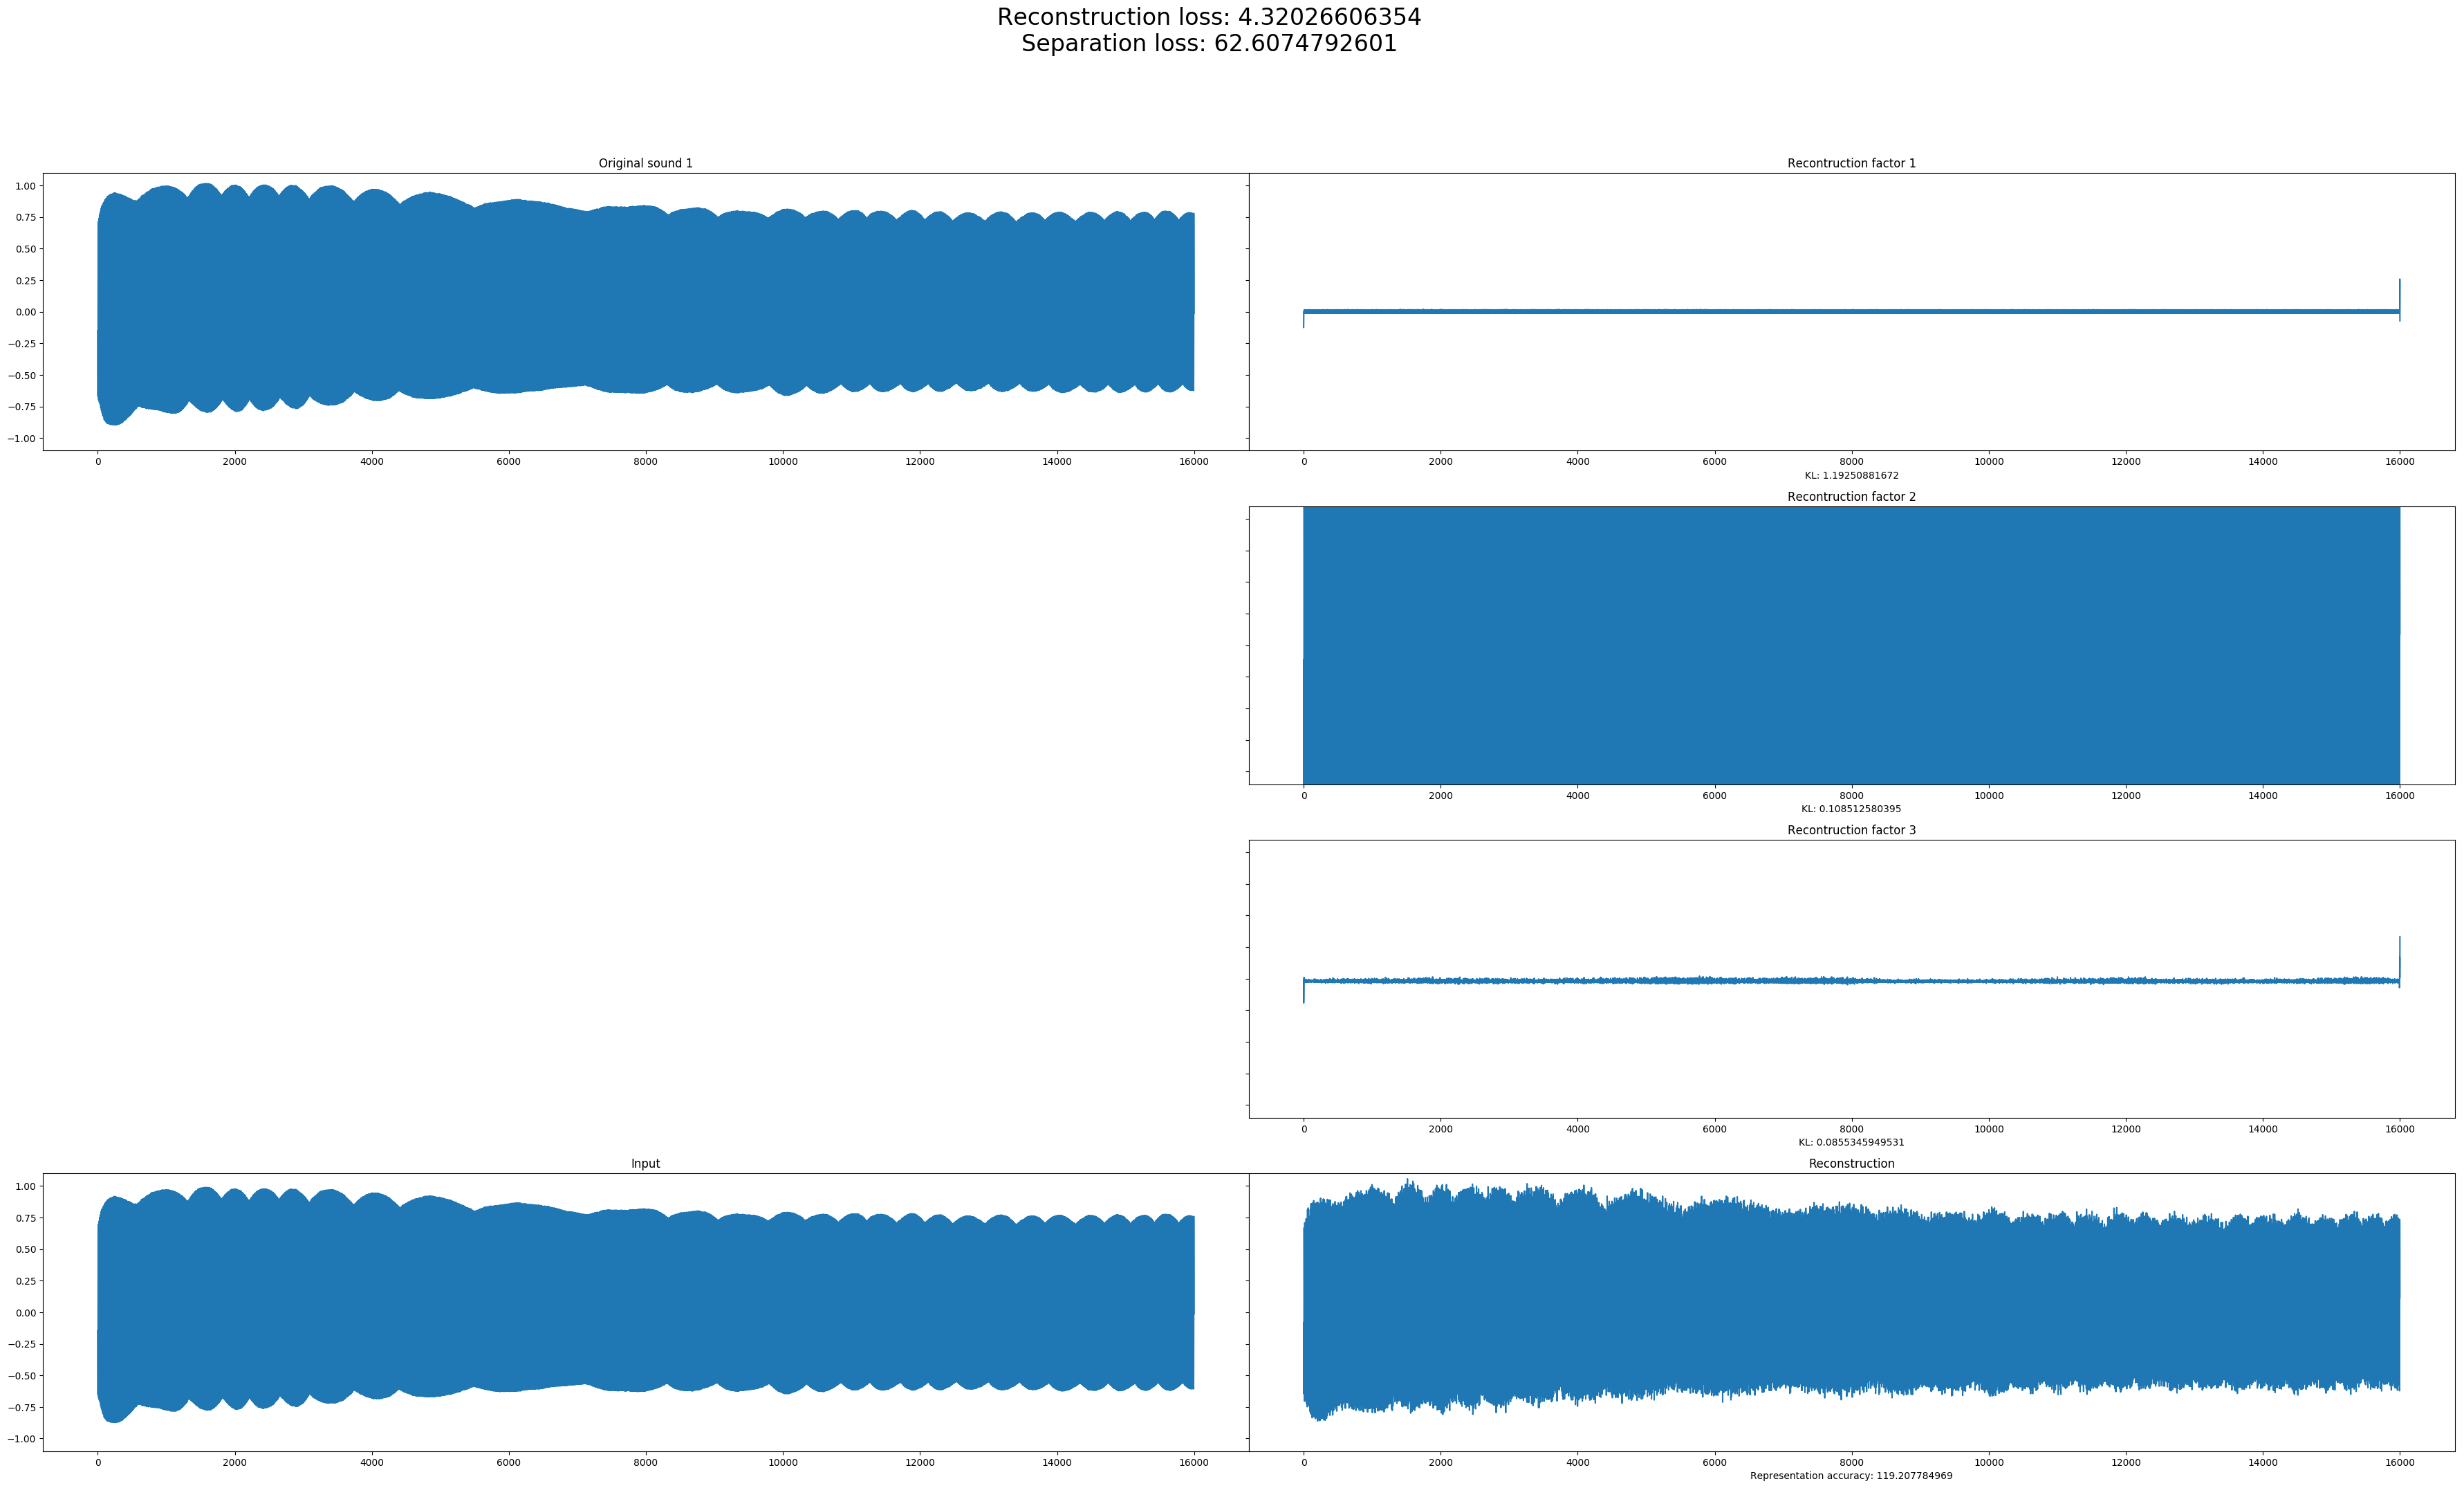 Reconstruction loss: 4.32026606354
Separation loss: 62.6074792601
Original sound 1
Recontruction factor 1
1.00
0.75
0.50
0.25
0.00
−0.25
−0.50
−0.75
−1.00
0 2000 4000 6000 8000 10000 12000 14000 16000
0 2000 4000 6000 8000 10000 12000 14000 16000
KL: 1.19250881672
Recontruction factor 2
0 2000 4000 6000 8000 10000 12000 14000 16000
KL: 0.108512580395
Recontruction factor 3
0 2000 4000 6000 8000 10000 12000 14000 16000
KL: 0.0855345949531
Input
Reconstruction
1.00
0.75
0.50
0.25
0.00
−0.25
−0.50
−0.75
−1.00
0 2000 4000 6000 8000 10000 12000 14000 16000
0 2000 4000 6000 8000 10000 12000 14000 16000
Representation accuracy: 119.207784969